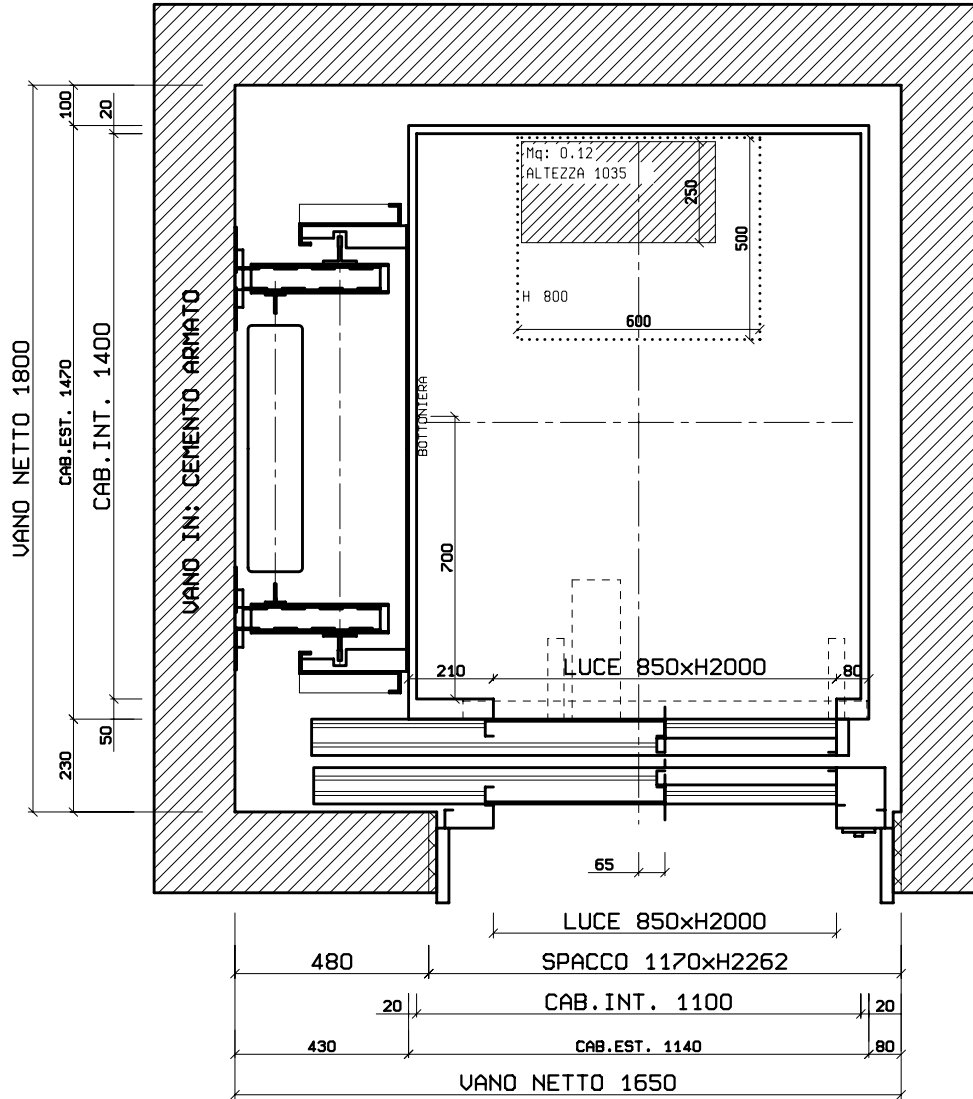 100
20
Mq: 0.12
ALTEZZA 1035
250
500
H 800
600
VANO NETTO 1800
CAB.EST. 1470
CAB.INT. 1400
VANO IN: CEMENTO ARMATO
BOTTONIERA
700
210
LUCE 850xH2000
80
50
230
65
LUCE 850xH2000
480
SPACCO 1170xH2262
20
CAB.INT. 1100
20
430
CAB.EST. 1140
80
VANO NETTO 1650